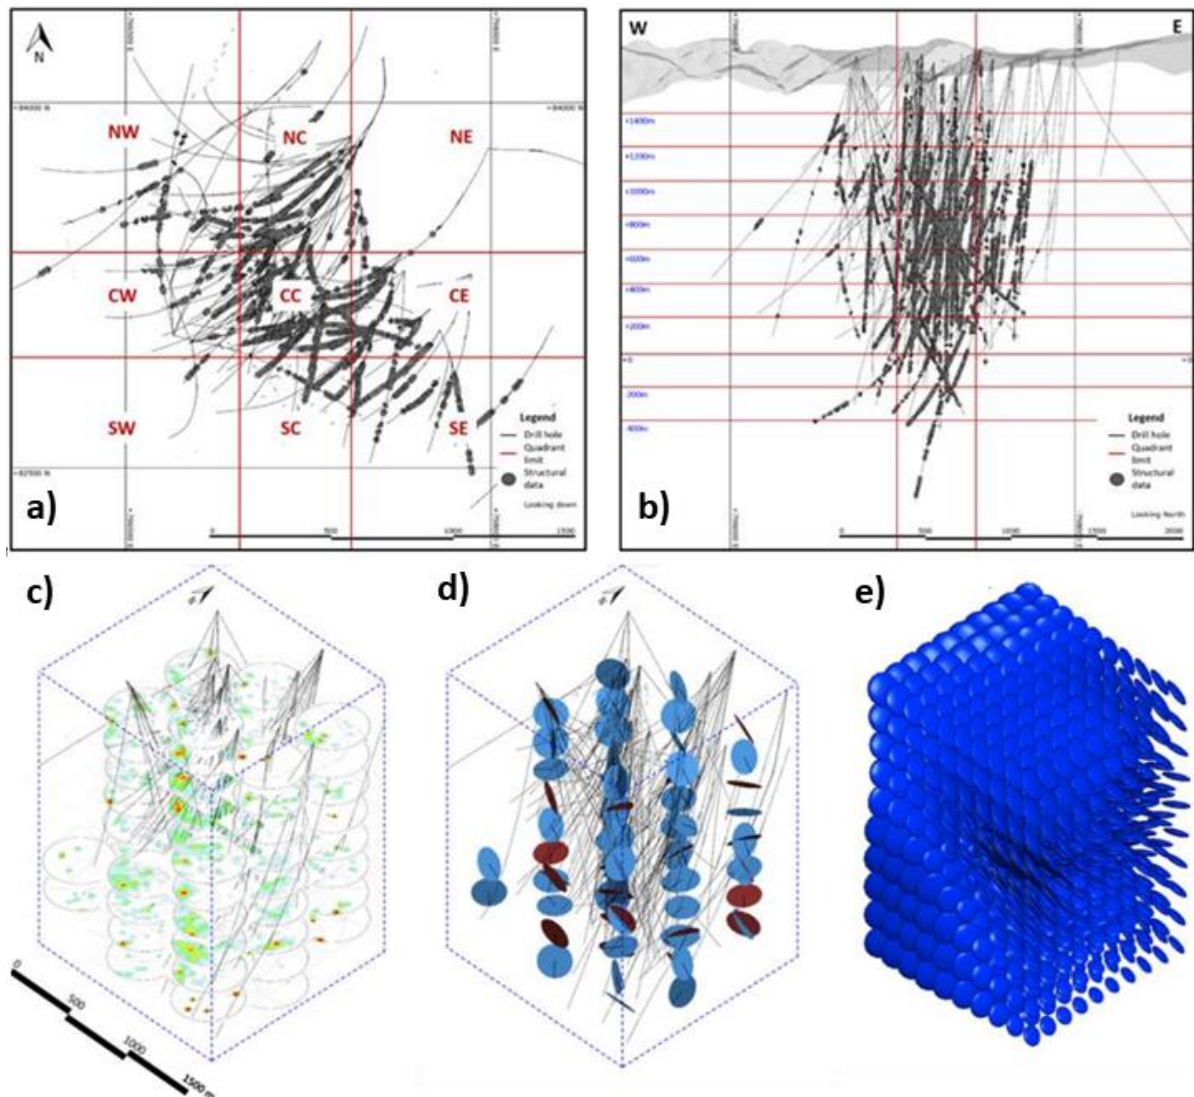 N
+84000 N
+84000 N
NW
NC
NE
CW
CC
CE
SW
SC
SE
Legend
Drill hole
Quadrant
limit
Structural
data
Looking down
a)
0
500
1000
1500
W
E
+1400m
+1200m
+1000m
+800m
+600m
+400m
+200m
+0
-200m
Legend
Drill hole
Quadrant
limit
Structural
data
Looking North
b)
0
500
1000
1500
2000
c)
0
500
1000
1500 m
d)
e)